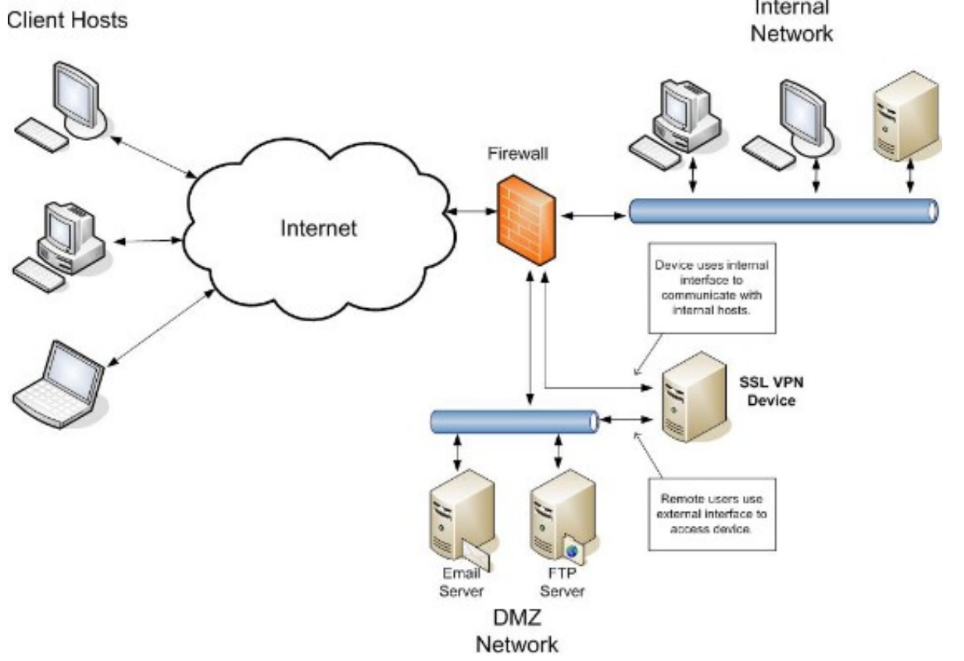 Client Hosts
Internal
Network
Firewall
Internet
Device uses internal
interface to
communicate with
internal hosts.
SSL VPN
Device
Remote users use
external interface to
access device.
Email
Server
FTP
Server
DMZ
Network